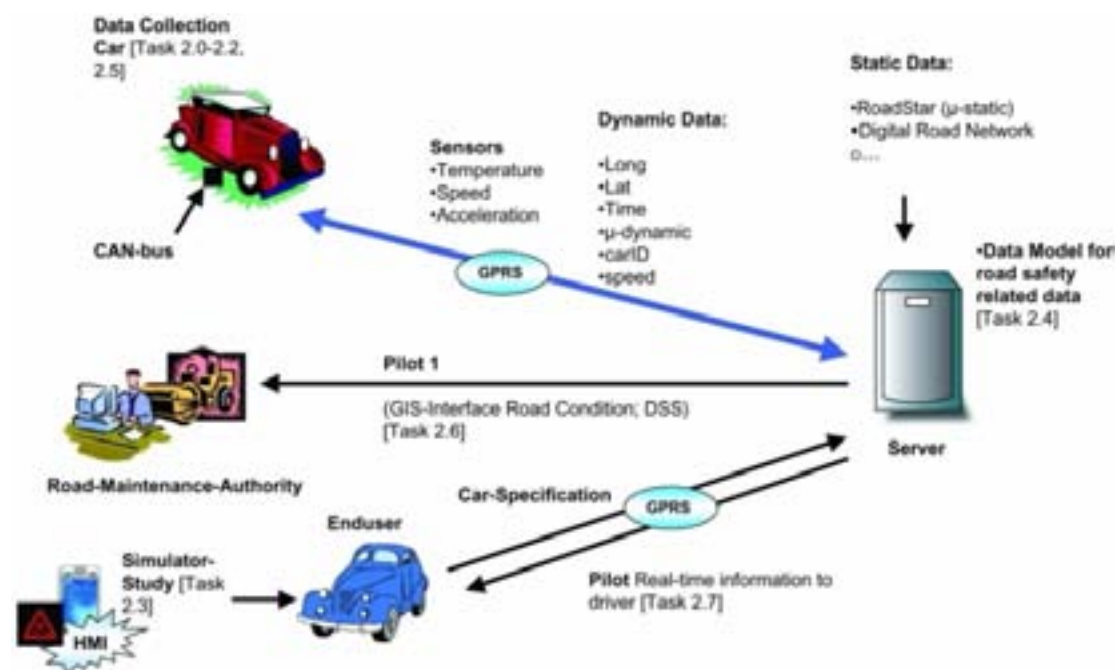 Data Collection
Car [Task 2.0-2.2,
2.5]
CAN-bus
Sensors
•Temperature
•Speed
•Acceleration
Dynamic Data:
•Long
•Lat
•Time
•µ-dynamic
•carID
•speed
Static Data:
•RoadStar (µ-static)
•Digital Road Network
o...
GPRS
•Data Model for
road safety
related data
[Task 2.4]
Server
Pilot 1
(GIS-Interface Road Condition; DSS)
[Task 2.6]
Road-Maintenance-Authority
Car-Specification
GPRS
Enduser
Simulator-
Study [Task
2.3]
HMI
Pilot Real-time information to
driver [Task 2.7]